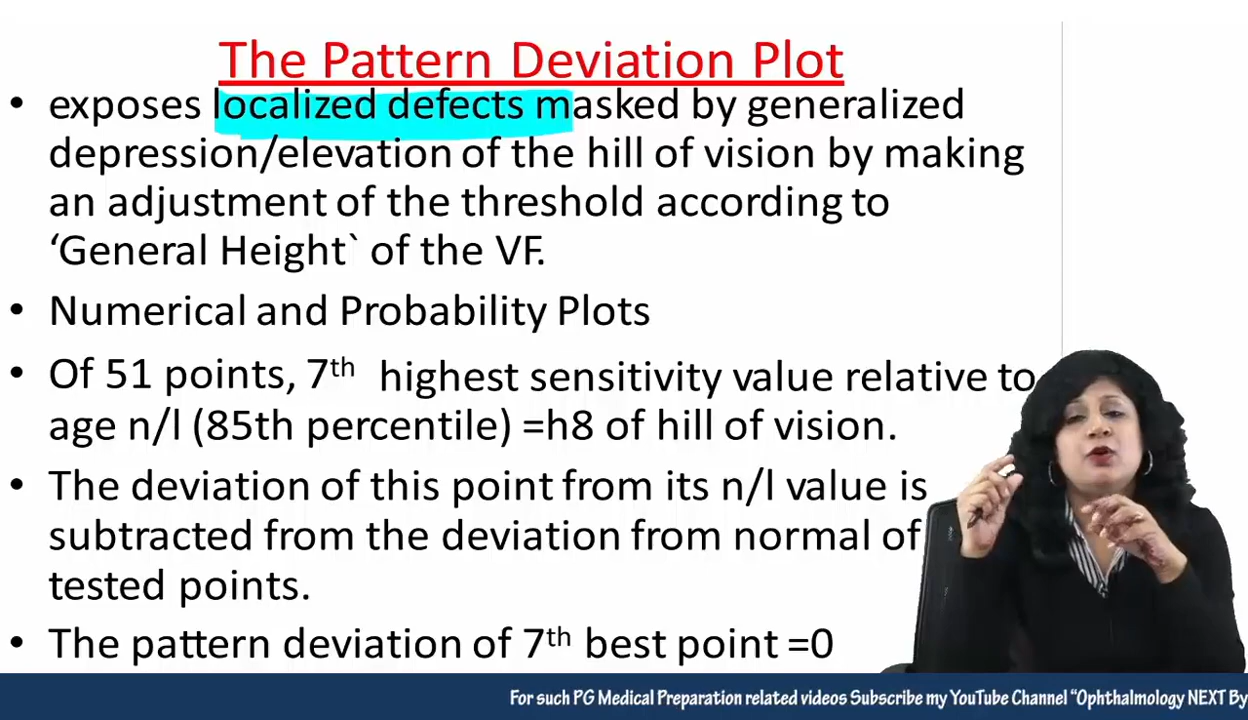 The Pattern Deviation Plot
• exposes localized defects masked by generalized
depression/elevation of the hill of vision by making
an adjustment of the threshold according to
‘General Height` of the VF.
• Numerical and Probability Plots
• Of 51 points, 7th highest sensitivity value relative to
age n/l (85th percentile) =h8 of hill of vision.
• The deviation of this point from its n/l value is
subtracted from the deviation from normal of
tested points.
• The pattern deviation of 7th best point =0
For such PG Medical Preparation related videos Subscribe my YouTube Channel “Ophthalmology NEXT By